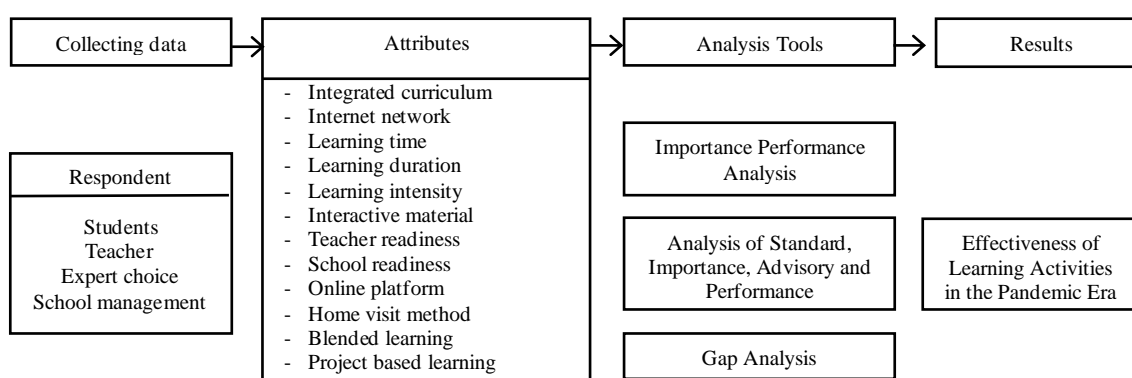 Collecting data
Attributes
Analysis Tools
Results
Respondent
Students
Teacher
Expert choice
School management
- Integrated curriculum
- Internet network
- Learning time
- Learning duration
- Learning intensity
- Interactive material
- Teacher readiness
- School readiness
- Online platform
- Home visit method
- Blended learning
- Project based learning
Importance Performance
Analysis
Analysis of Standard,
Importance, Advisory and
Performance
Gap Analysis
Effectiveness of
Learning Activities
in the Pandemic Era